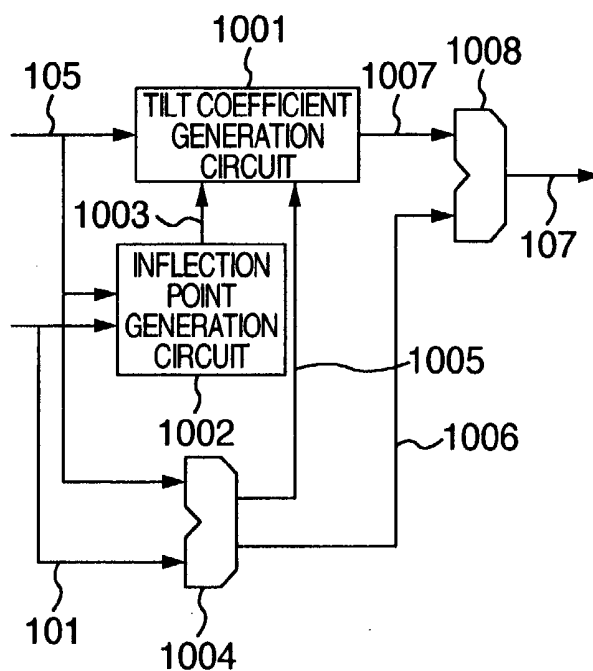 1001
105
1007
1008
TILT COEFFICIENT
GENERATION
CIRCUIT
1003
107
INFLECTION
POINT
GENERATION
CIRCUIT
1005
1002
1006
101
1004